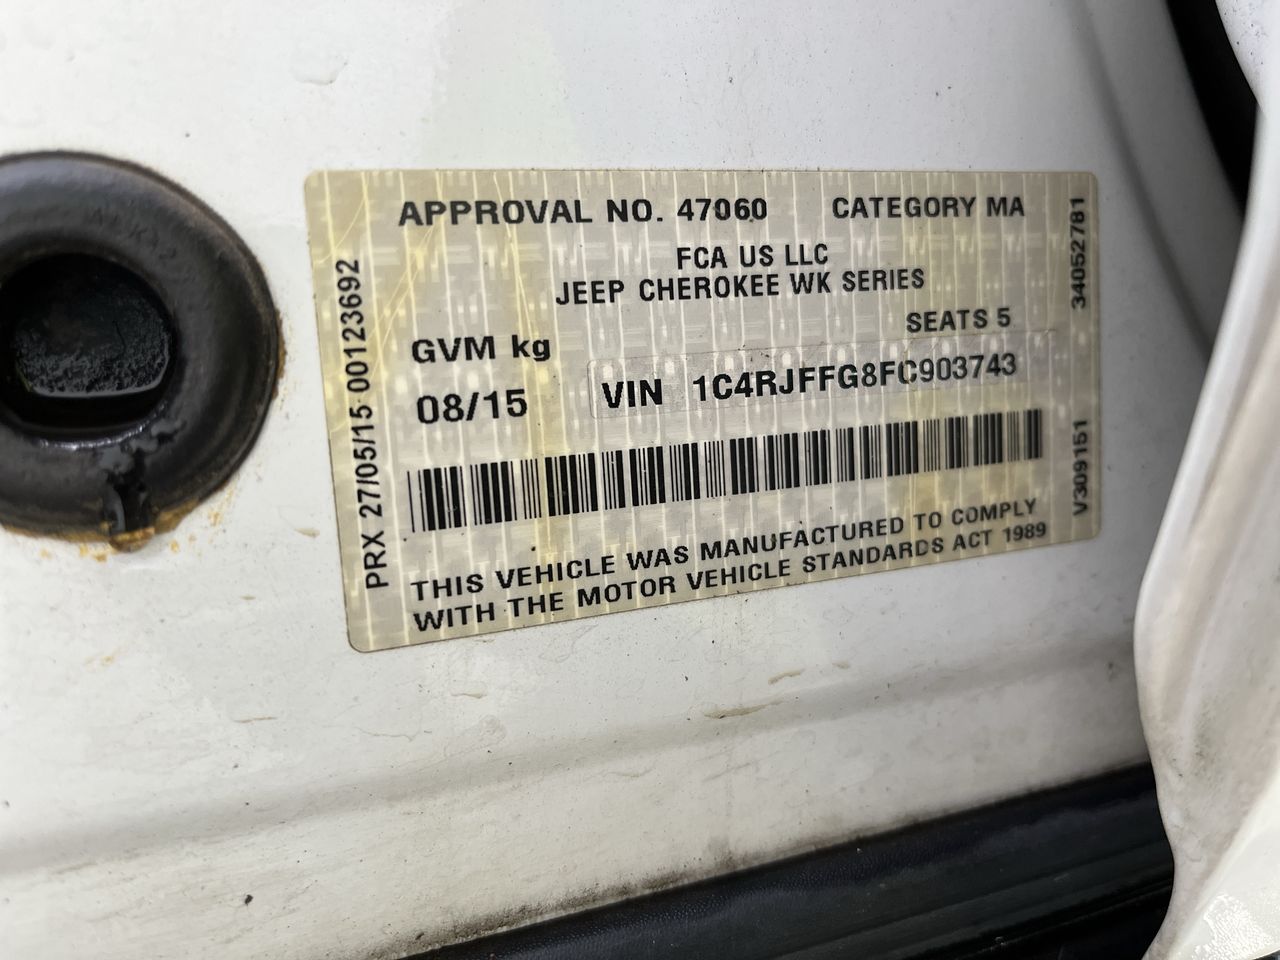 APPROVAL NO. 47060 CATEGORY MA
FCA US LLC
JEEP CHEROKEE WK SERIES
SEATS 5
GVM kg
08/15
VIN 1C4RJFFG8FC903743
THIS VEHICLE WAS MANUFACTURED TO COMPLY
WITH THE MOTOR VEHICLE STANDARDS ACT 1989
PRX 27/05/15 00123692
34052781
V309151